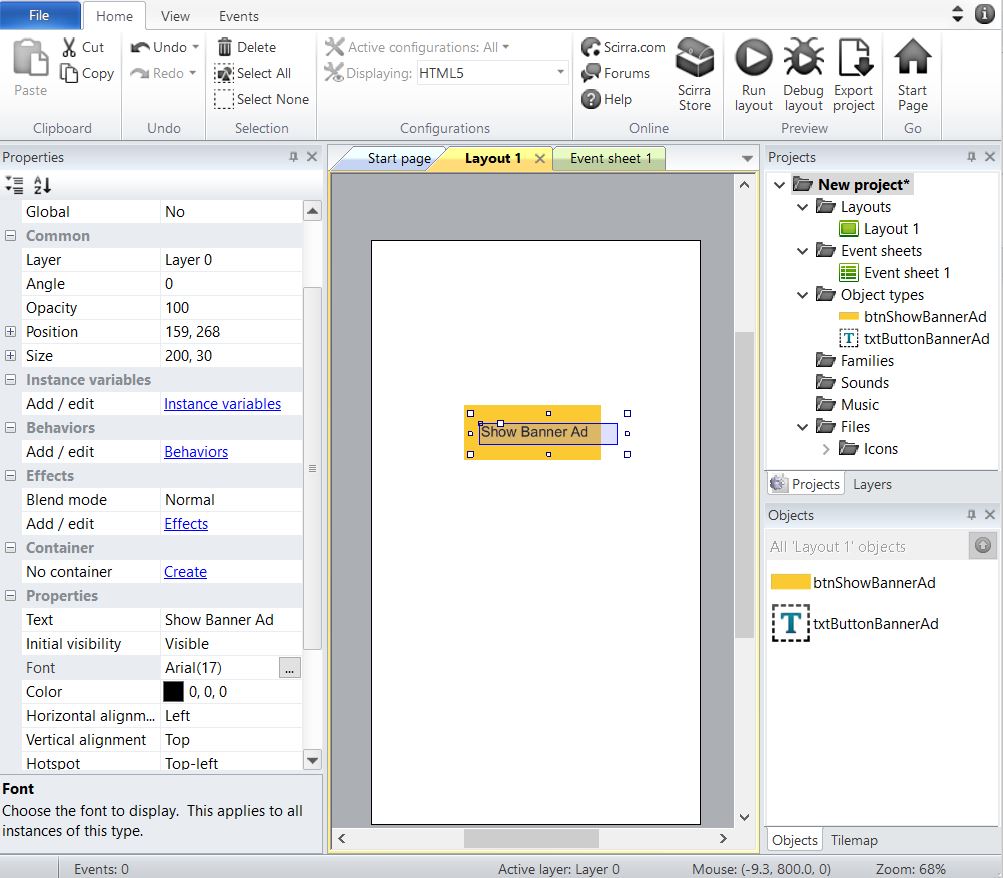 File Home View Events
Paste Cut Copy
Clipboard
Undo
Redo
Undo
Delete
Select All
Select None
Selection
Active configurations: All
Displaying: HTML5
Configurations
Scirra.com
Forums
Help
Scirra Store
Online
Run layout
Debug layout
Export project
Preview
Start Page
Go
Properties
Global No
Common
Layer Layer 0
Angle 0
Opacity 100
Position 159, 268
Size 200, 30
Instance variables
Add / edit Instance variables
Behaviors
Add / edit Behaviors
Effects
Blend mode Normal
Add / edit Effects
Container
No container Create
Properties
Text Show Banner Ad
Initial visibility Visible
Font Arial(17) ...
Color 0, 0, 0
Horizontal alignm... Left
Vertical alignment Top
Hotspot Top-left
Font
Choose the font to display. This applies to all
instances of this type.
Start page Layout 1 Event sheet 1
Show Banner Ad
Projects
New project*
Layouts
Layout 1
Event sheets
Event sheet 1
Object types
btnShowBannerAd
txtButtonBannerAd
Families
Sounds
Music
Files
Icons
Projects Layers
Objects
All 'Layout 1' objects
btnShowBannerAd
T txtButtonBannerAd
Objects Tilemap
Events: 0 Active layer: Layer 0 Mouse: (-9.3, 800.0, 0) Zoom: 68%